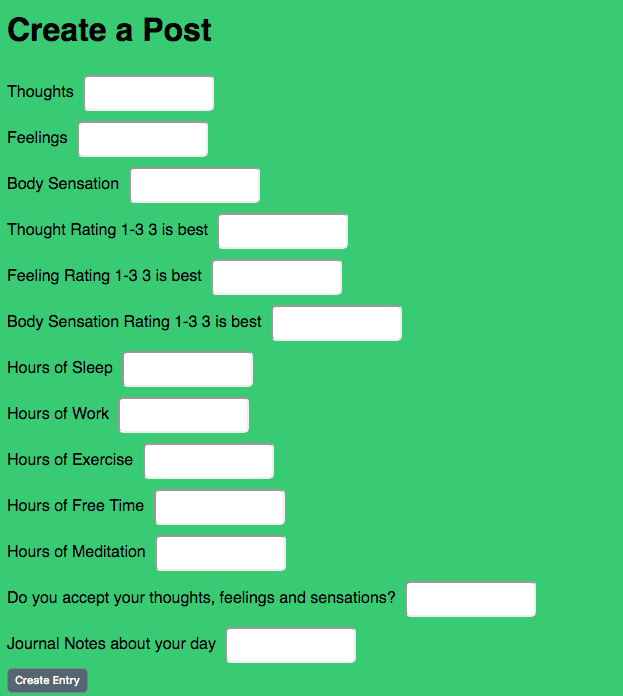 Create a Post
Thoughts
Feelings
Body Sensation
Thought Rating 1-3 3 is best
Feeling Rating 1-3 3 is best
Body Sensation Rating 1-3 3 is best
Hours of Sleep
Hours of Work
Hours of Exercise
Hours of Free Time
Hours of Meditation
Do you accept your thoughts, feelings and sensations?
Journal Notes about your day
Create Entry